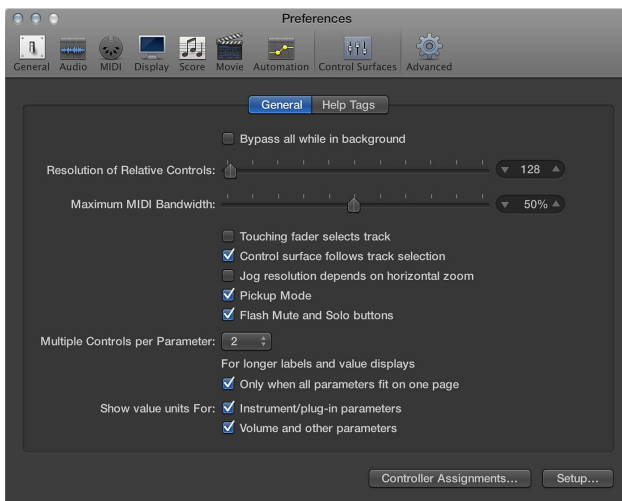 Preferences
General Audio MIDI Display Score Movie Automation Control Surfaces Advanced
General Help Tags
Bypass all while in background
Resolution of Relative Controls: 128
Maximum MIDI Bandwidth: 50%
Touching fader selects track
Control surface follows track selection
Jog resolution depends on horizontal zoom
Pickup Mode
Flash Mute and Solo buttons
Multiple Controls per Parameter: 2
For longer labels and value displays
Only when all parameters fit on one page
Show value units For: Instrument/plug-in parameters
Volume and other parameters
Controller Assignments... Setup...